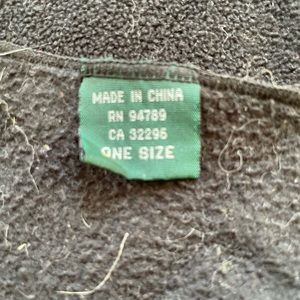 MADE IN CHINA
RN 94789
CA 32295
ONE SIZE